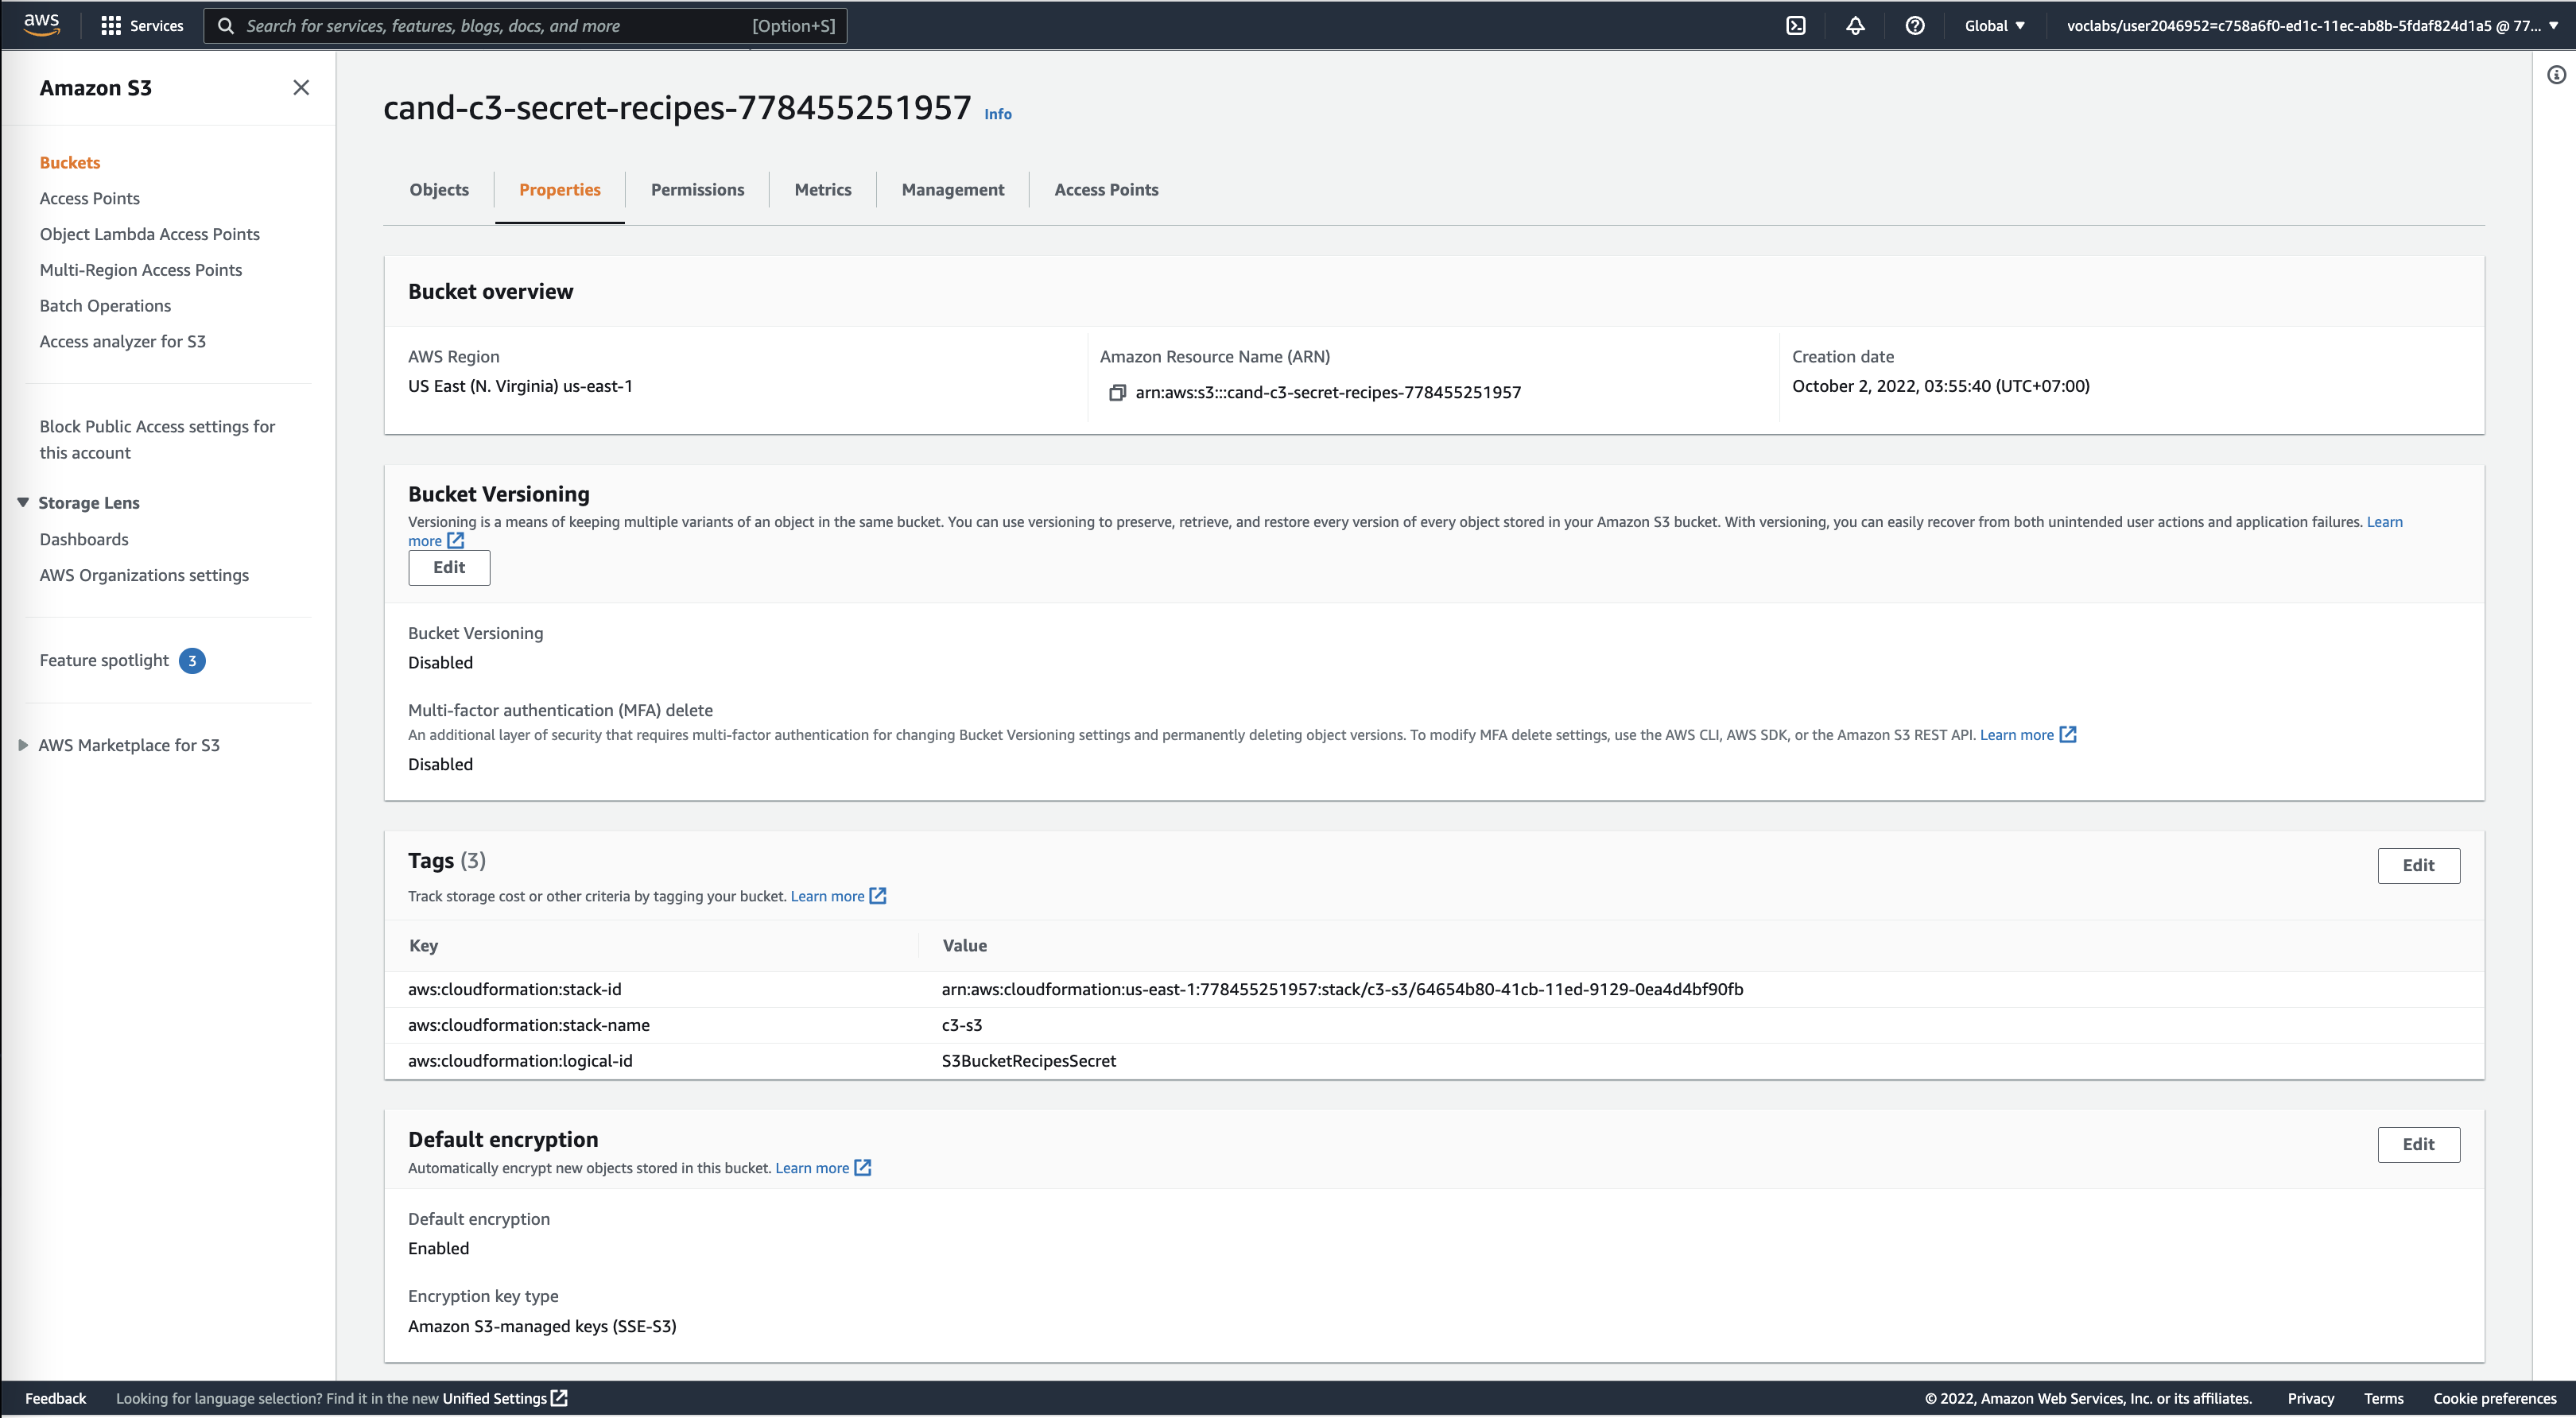 aws
Services
Search for services, features, blogs, docs, and more
[Option+S]
Global
voclabs/user2046952=c758a6f0-ed1c-11ec-ab8b-5fdaf824d1a5 @ 77...
Amazon S3
Buckets
Access Points
Object Lambda Access Points
Multi-Region Access Points
Batch Operations
Access analyzer for S3
Block Public Access settings for
this account
Storage Lens
Dashboards
AWS Organizations settings
Feature spotlight 3
AWS Marketplace for S3
cand-c3-secret-recipes-778455251957 Info
Objects
Properties
Permissions
Metrics
Management
Access Points
Bucket overview
AWS Region
US East (N. Virginia) us-east-1
Amazon Resource Name (ARN)
arn:aws:s3:::cand-c3-secret-recipes-778455251957
Creation date
October 2, 2022, 03:55:40 (UTC+07:00)
Bucket Versioning
Versioning is a means of keeping multiple variants of an object in the same bucket. You can use versioning to preserve, retrieve, and restore every version of every object stored in your Amazon S3 bucket. With versioning, you can easily recover from both unintended user actions and application failures. Learn
more
Edit
Bucket Versioning
Disabled
Multi-factor authentication (MFA) delete
An additional layer of security that requires multi-factor authentication for changing Bucket Versioning settings and permanently deleting object versions. To modify MFA delete settings, use the AWS CLI, AWS SDK, or the Amazon S3 REST API. Learn more
Disabled
Tags (3)
Edit
Track storage cost or other criteria by tagging your bucket. Learn more
Key Value
aws:cloudformation:stack-id arn:aws:cloudformation:us-east-1:778455251957:stack/c3-s3/64654b80-41cb-11ed-9129-0ea4d4bf90fb
aws:cloudformation:stack-name c3-s3
aws:cloudformation:logical-id S3BucketRecipesSecret
Default encryption
Edit
Automatically encrypt new objects stored in this bucket. Learn more
Default encryption
Enabled
Encryption key type
Amazon S3-managed keys (SSE-S3)
Feedback
Looking for language selection? Find it in the new Unified Settings
© 2022, Amazon Web Services, Inc. or its affiliates.
Privacy
Terms
Cookie preferences